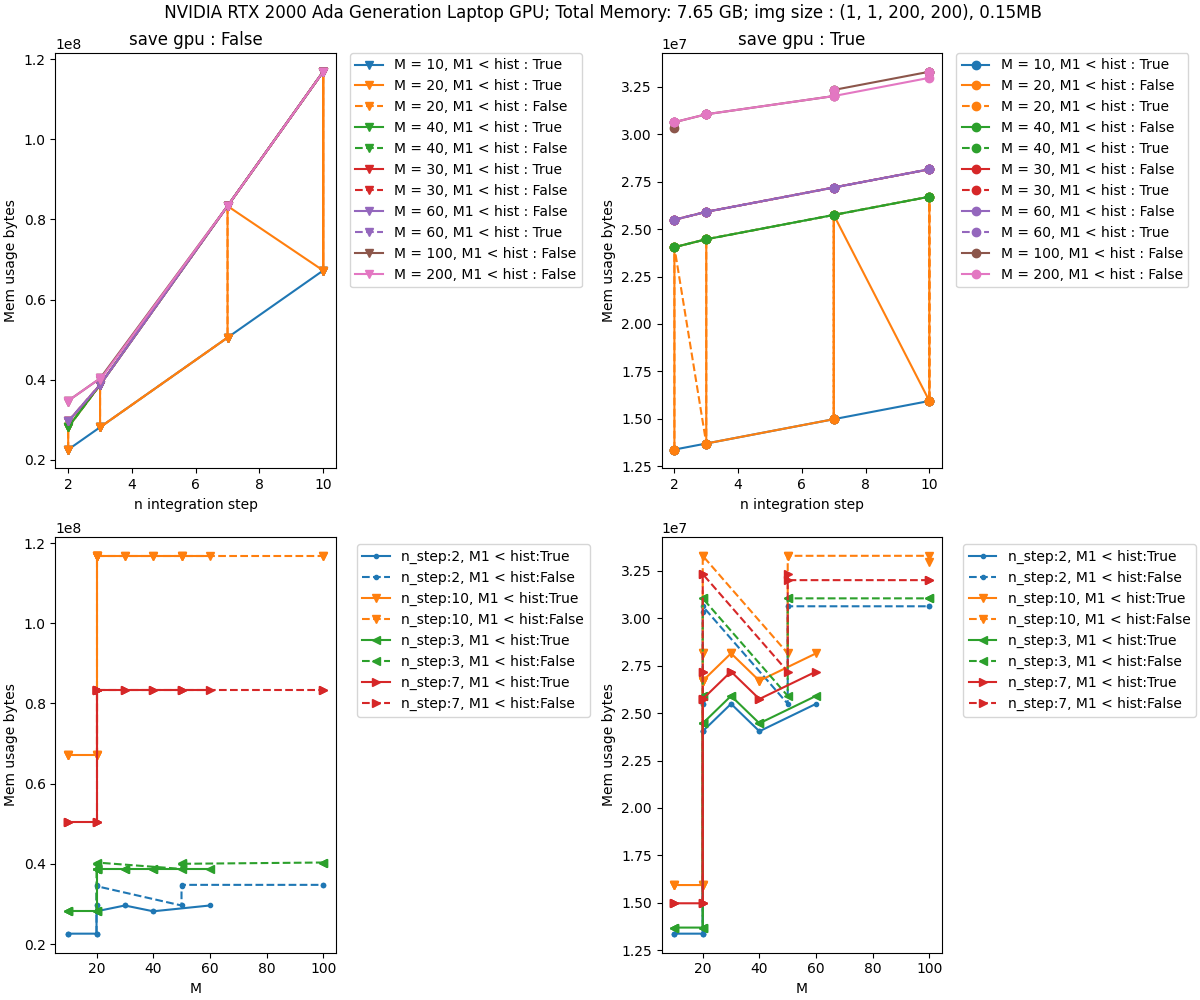 NVIDIA RTX 2000 Ada Generation Laptop GPU; Total Memory: 7.65 GB; img size : (1, 1, 200, 200), 0.15MB
save gpu : False
1e8
1.2
1.0
0.8
0.6
0.4
0.2
Mem usage bytes
2 4 6 8 10
n integration step
M = 10, M1 < hist : True
M = 20, M1 < hist : True
M = 20, M1 < hist : False
M = 40, M1 < hist : True
M = 40, M1 < hist : False
M = 30, M1 < hist : True
M = 30, M1 < hist : False
M = 60, M1 < hist : False
M = 60, M1 < hist : True
M = 100, M1 < hist : False
M = 200, M1 < hist : False
save gpu : True
1e7
3.25
3.00
2.75
2.50
2.25
2.00
1.75
1.50
1.25
Mem usage bytes
2 4 6 8 10
n integration step
M = 10, M1 < hist : True
M = 20, M1 < hist : False
M = 20, M1 < hist : True
M = 40, M1 < hist : False
M = 40, M1 < hist : True
M = 30, M1 < hist : False
M = 30, M1 < hist : True
M = 60, M1 < hist : False
M = 60, M1 < hist : True
M = 100, M1 < hist : False
M = 200, M1 < hist : False
1e8
1.2
1.0
0.8
0.6
0.4
0.2
Mem usage bytes
20 40 60 80 100
M
n_step:2, M1 < hist:True
n_step:2, M1 < hist:False
n_step:10, M1 < hist:True
n_step:10, M1 < hist:False
n_step:3, M1 < hist:True
n_step:3, M1 < hist:False
n_step:7, M1 < hist:True
n_step:7, M1 < hist:False
1e7
3.25
3.00
2.75
2.50
2.25
2.00
1.75
1.50
1.25
Mem usage bytes
20 40 60 80 100
M
n_step:2, M1 < hist:True
n_step:2, M1 < hist:False
n_step:10, M1 < hist:True
n_step:10, M1 < hist:False
n_step:3, M1 < hist:True
n_step:3, M1 < hist:False
n_step:7, M1 < hist:True
n_step:7, M1 < hist:False